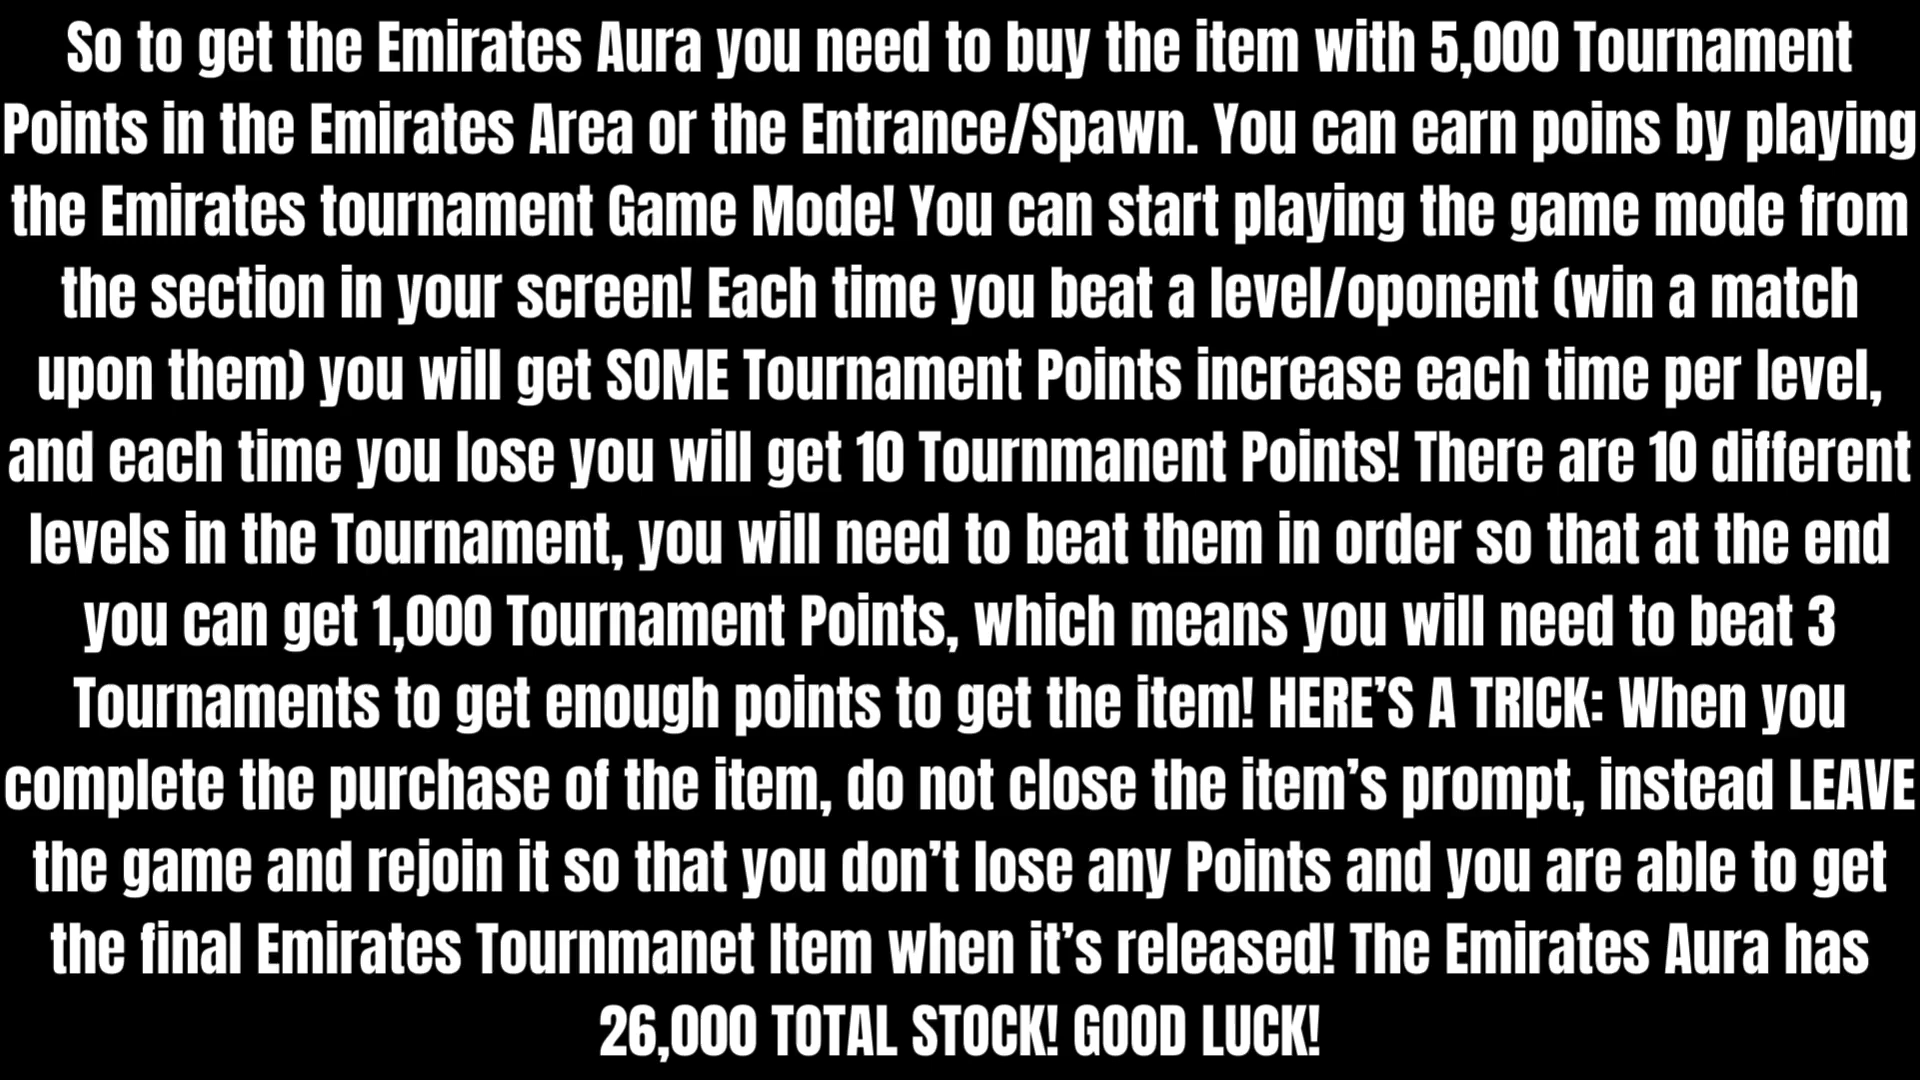 So to get the Emirates Aura you need to buy the item with 5,000 Tournament
Points in the Emirates Area or the Entrance/Spawn. You can earn poins by playing
the Emirates tournament Game Mode! You can start playing the game mode from
the section in your screen! Each time you beat a level/oponent (win a match
upon them) you will get SOME Tournament Points increase each time per level,
and each time you lose you will get 10 Tournmanent Points! There are 10 different
levels in the Tournament, you will need to beat them in order so that at the end
you can get 1,000 Tournament Points, which means you will need to beat 3
Tournaments to get enough points to get the item! HERE’S A TRICK: When you
complete the purchase of the item, do not close the item’s prompt, instead LEAVE
the game and rejoin it so that you don’t lose any Points and you are able to get
the final Emirates Tournmanet Item when it’s released! The Emirates Aura has
26,000 TOTAL STOCK! GOOD LUCK!